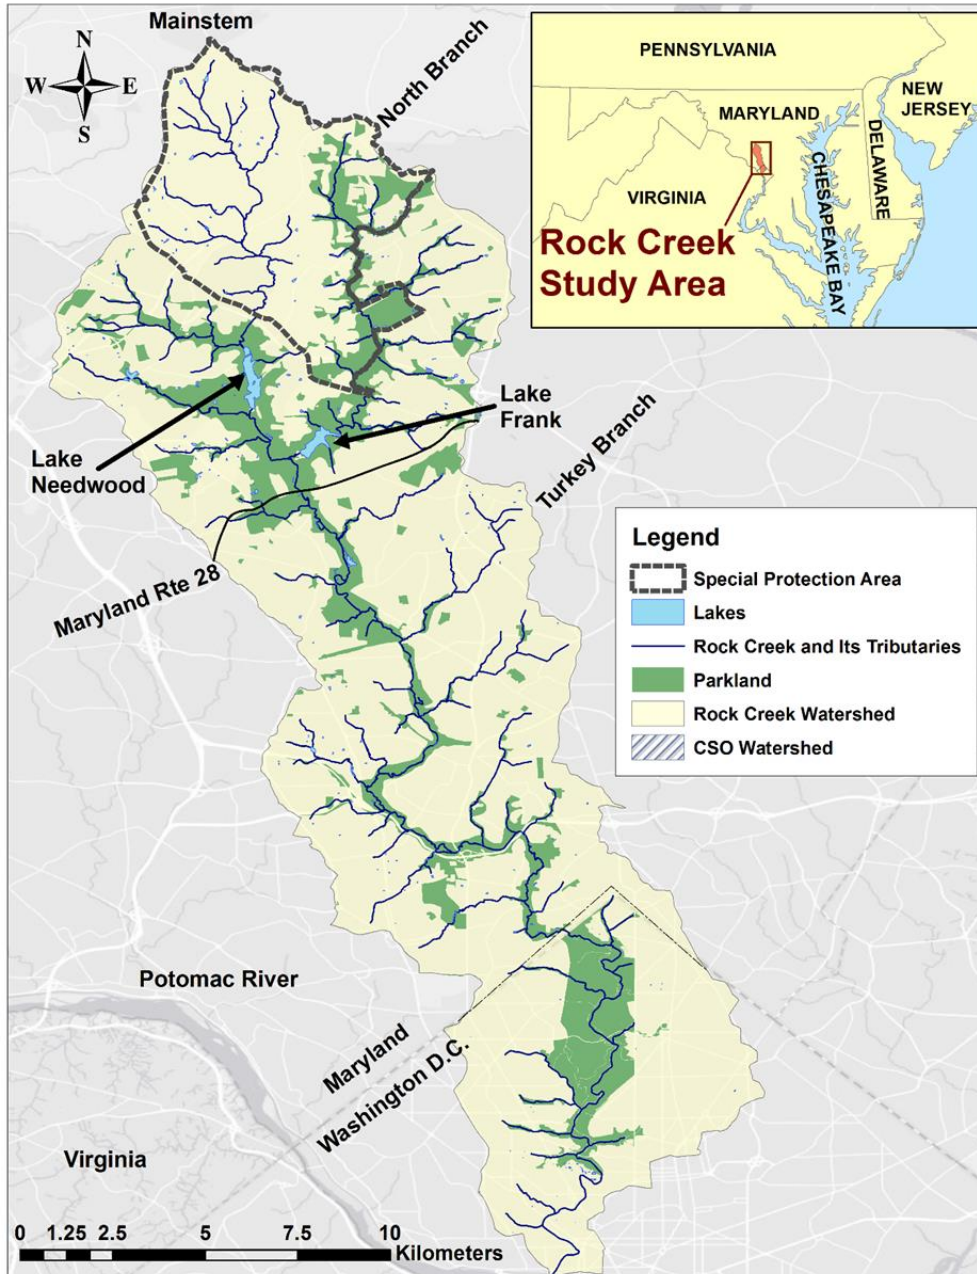 Mainstem
North Branch
N
W
E
S
PENNSYLVANIA
MARYLAND
NEW
JERSEY
DELAWARE
CHESAPEAKE BAY
VIRGINIA
Rock Creek
Study Area
Lake
Needwood
Lake
Frank
Turkey Branch
Maryland Rte 28
Legend
Special Protection Area
Lakes
Rock Creek and Its Tributaries
Parkland
Rock Creek Watershed
CSO Watershed
Potomac River
Maryland
Washington D.C.
Virginia
0 1.25 2.5 5 7.5 10
Kilometers